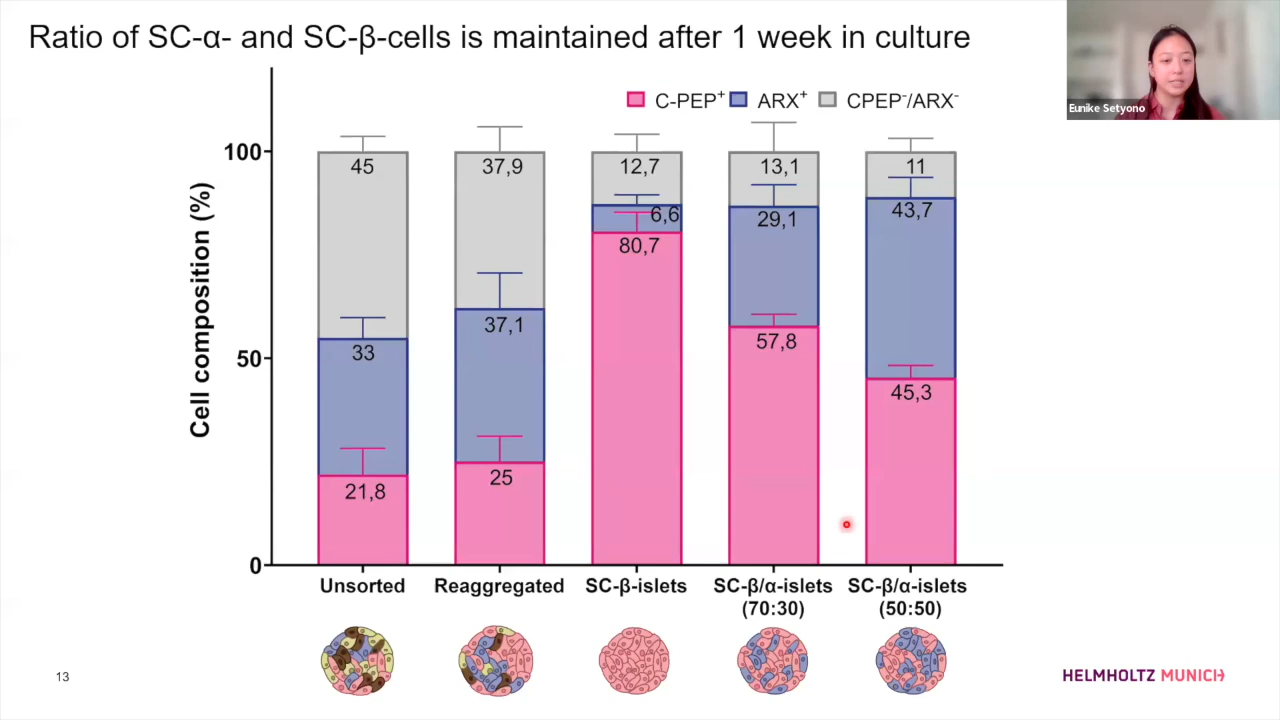 Ratio of SC-α- and SC-β-cells is maintained after 1 week in culture
Eunike Setyono
C-PEP⁺ ARX⁺ CPEP⁻/ARX⁻
Cell composition (%)
100
50
0
45
33
21,8
37,9
37,1
25
12,7
6,6
80,7
13,1
29,1
57,8
11
43,7
45,3
Unsorted
Reaggregated
SC-β-islets
SC-β/α-islets
(70:30)
SC-β/α-islets
(50:50)
13
HELMHOLTZ MUNICH